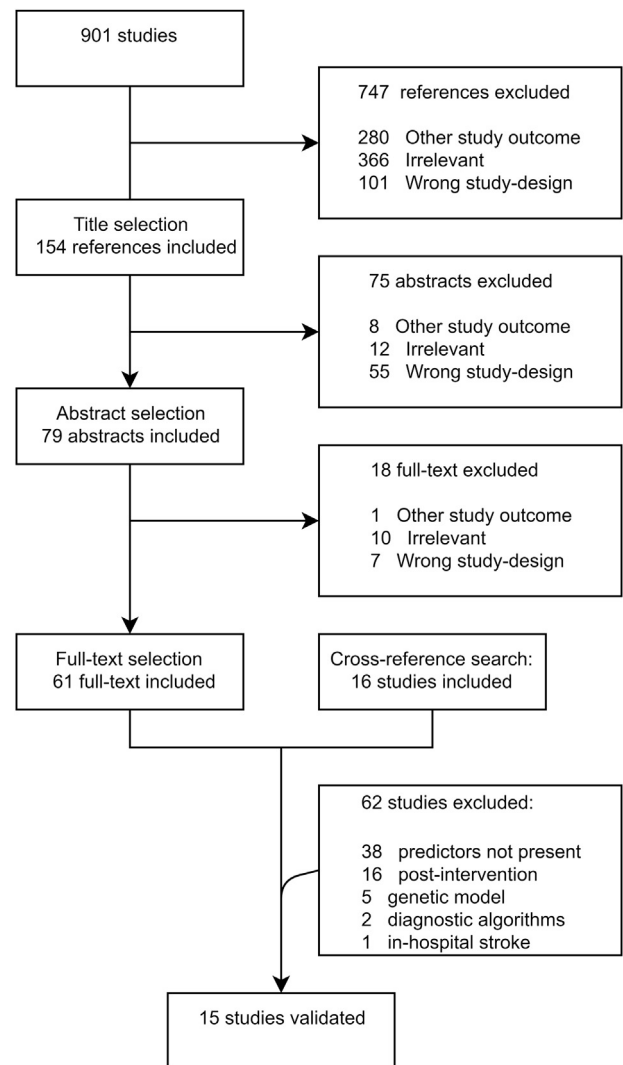 901 studies
747 references excluded
280 Other study outcome
366 Irrelevant
101 Wrong study-design
Title selection
154 references included
75 abstracts excluded
8 Other study outcome
12 Irrelevant
55 Wrong study-design
Abstract selection
79 abstracts included
18 full-text excluded
1 Other study outcome
10 Irrelevant
7 Wrong study-design
Full-text selection
61 full-text included
Cross-reference search:
16 studies included
62 studies excluded:
38 predictors not present
16 post-intervention
5 genetic model
2 diagnostic algorithms
1 in-hospital stroke
15 studies validated